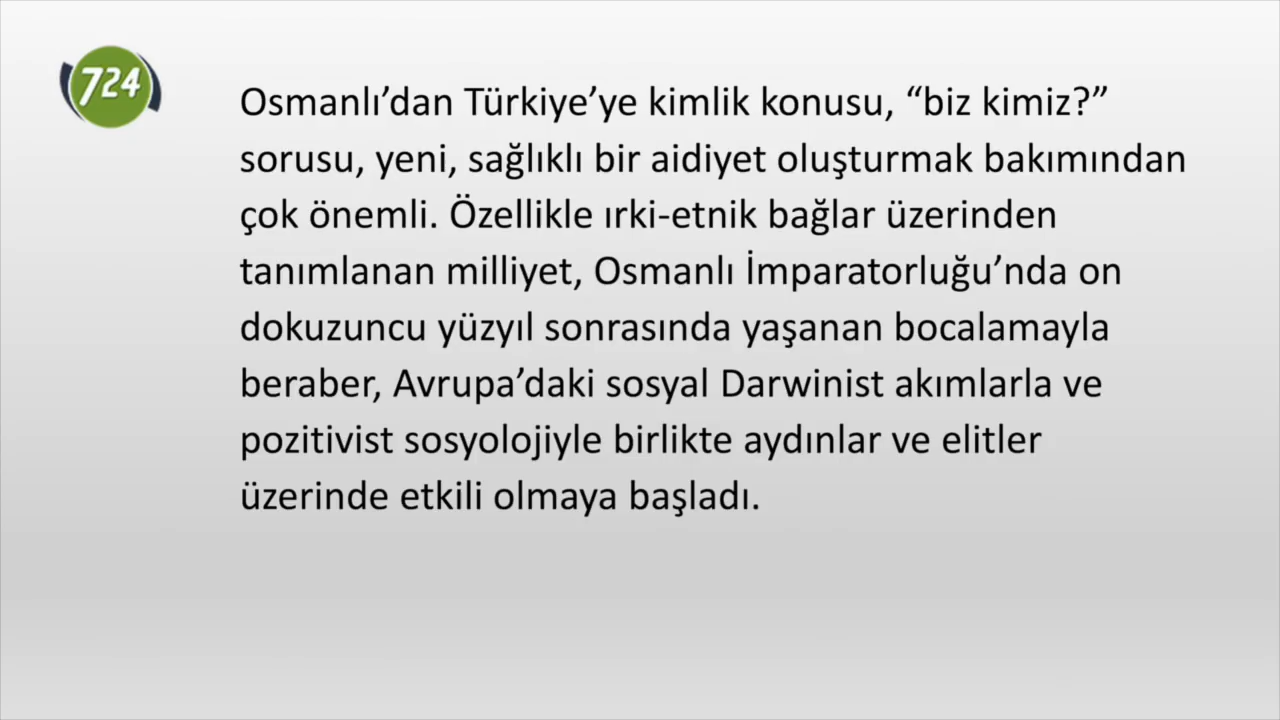 724
Osmanlı’dan Türkiye’ye kimlik konusu, “biz kimiz?”
sorusu, yeni, sağlıklı bir aidiyet oluşturmak bakımından
çok önemli. Özellikle ırki-etnik bağlar üzerinden
tanımlanan milliyet, Osmanlı İmparatorluğu’nda on
dokuzuncu yüzyıl sonrasında yaşanan bocalamayla
beraber, Avrupa’daki sosyal Darwinist akımlarla ve
pozitivist sosyolojiyle birlikte aydınlar ve elitler
üzerinde etkili olmaya başladı.